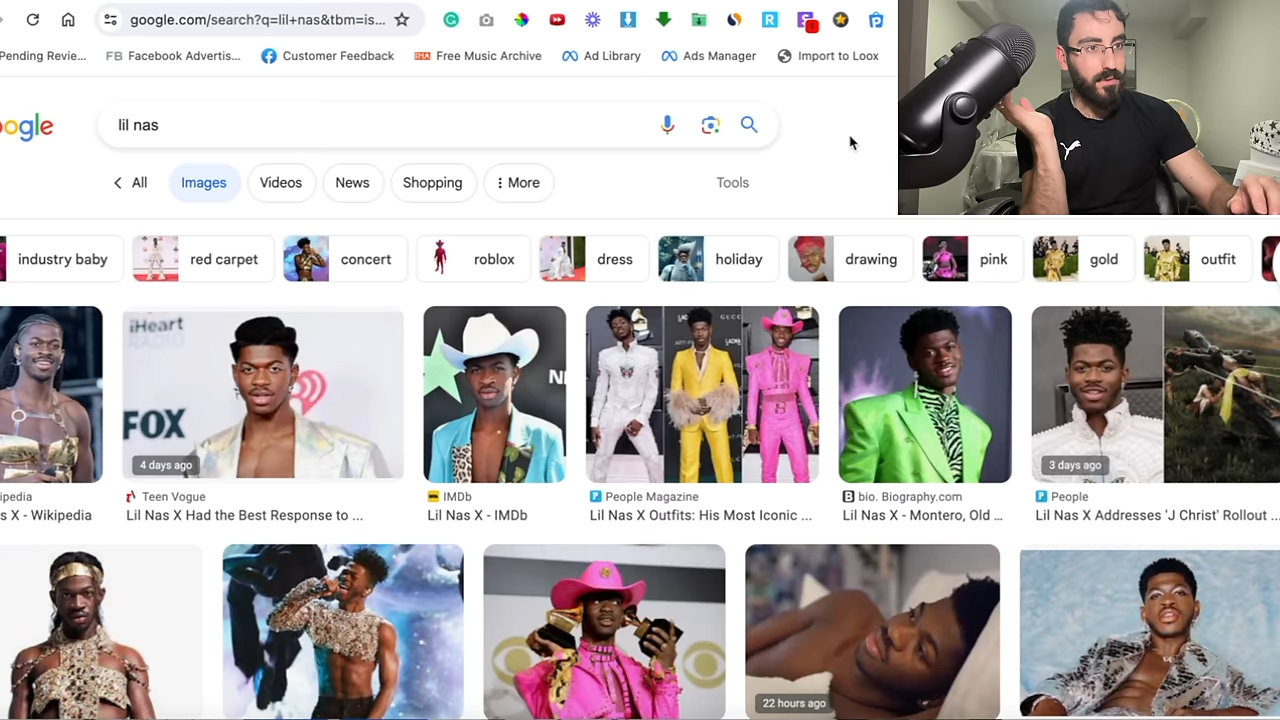 google.com/search?q=lil+nas&tbm=is...
Pending Revie...
FB Facebook Advertis...
Customer Feedback
FMA Free Music Archive
Ad Library
Ads Manager
Import to Loox
ogle
lil nas
All
Images
Videos
News
Shopping
More
Tools
industry baby
red carpet
concert
roblox
dress
holiday
drawing
pink
gold
outfit
iHeart
RADIO
FOX
4 days ago
3 days ago
ipedia
s X - Wikipedia
Teen Vogue
Lil Nas X Had the Best Response to ...
IMDb
Lil Nas X - IMDb
P People Magazine
Lil Nas X Outfits: His Most Iconic ...
B bio. Biography.com
Lil Nas X - Montero, Old ...
P People
Lil Nas X Addresses 'J Christ' Rollout ...
22 hours ago